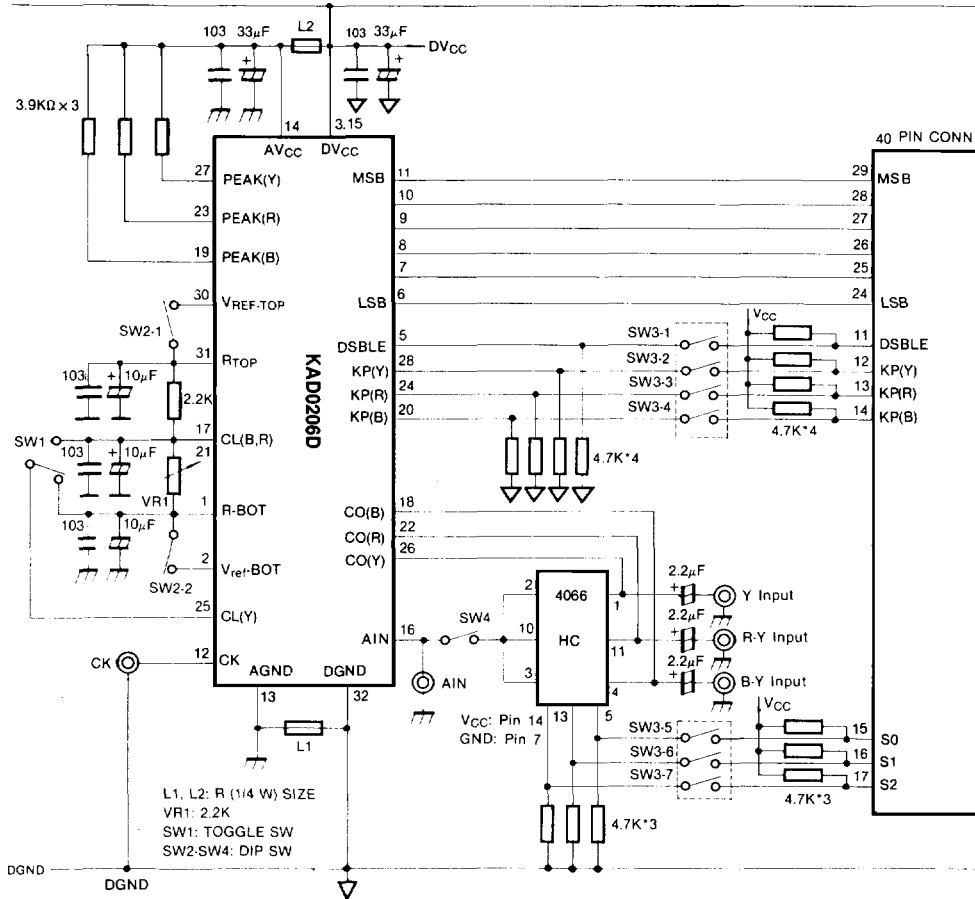 103
33μF
L2
103
33μF
DVCC
3.9KΩ×3
14
3.15
40 PIN CONN
AVCC
DVCC
27
PEAK(Y)
MSB
11
29
MSB
10
28
23
PEAK(R)
9
27
19
PEAK(B)
8
26
7
25
30
VREF-TOP
LSB
6
24
LSB
SW2-1
5
SW3-1
VCC
11
31
RTOP
DSBLE
DSBLE
28
SW3-2
12
103
10μF
KP(Y)
KP(Y)
2.2K
24
SW3-3
13
KP(R)
KP(R)
KAD0206D
20
SW3-4
14
KP(B)
KP(B)
17
4.7K*4
SW1
CL(B,R)
103
10μF
21
4.7K*4
VR1
1
R-BOT
18
CO(B)
103
10μF
22
CO(R)
26
CO(Y)
2
Vref-BOT
SW2-2
2
4066
1
2.2μF
Y Input
25
CL(Y)
SW4
16
AIN
10
HC
11
2.2μF
R-Y Input
CK
12
CK
3
4
2.2μF
B-Y Input
AIN
AGND
DGND
13
32
VCC: Pin 14
GND: Pin 7
13
5
VCC
L1
SW3-5
15
S0
SW3-6
16
S1
SW3-7
17
S2
4.7K*3
L1, L2: R (1/4 W) SIZE
VR1: 2.2K
SW1: TOGGLE SW
SW2-SW4: DIP SW
4.7K*3
DGND
DGND